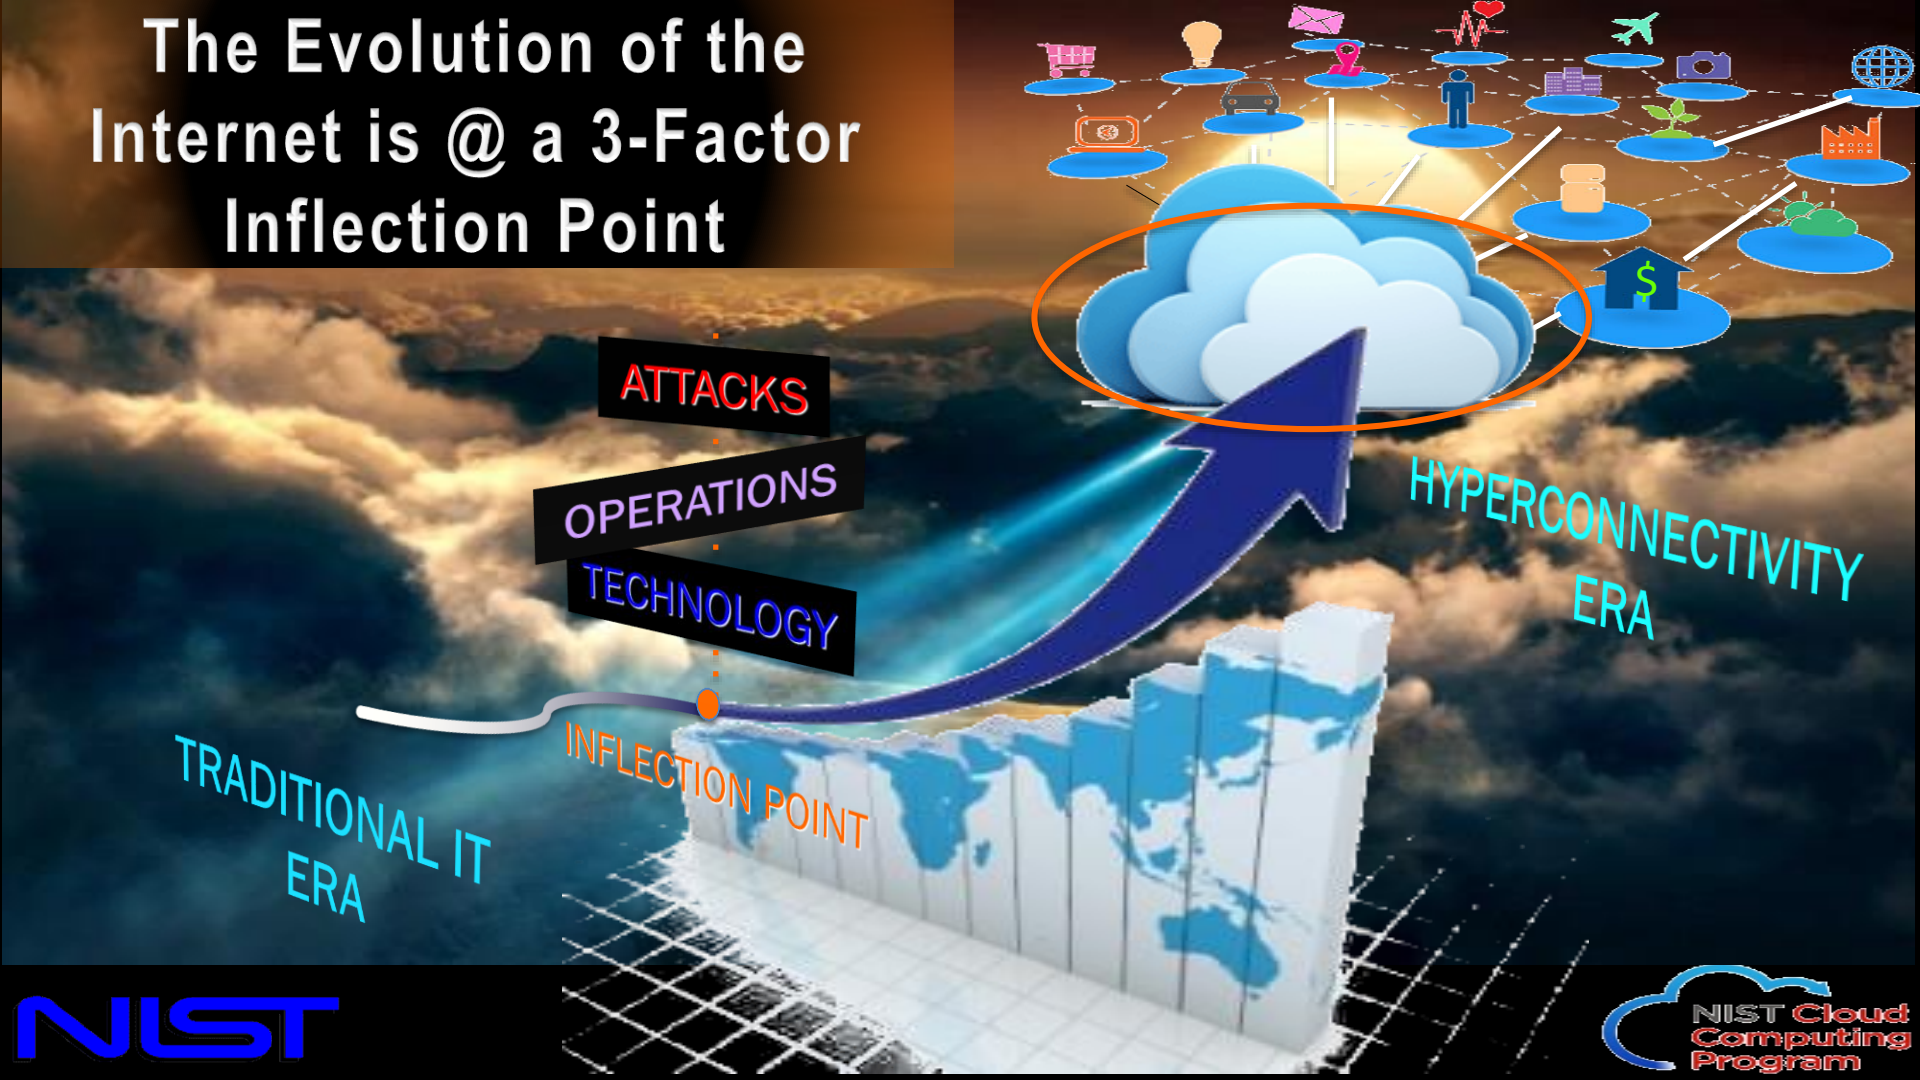 The Evolution of the
Internet is @ a 3-Factor
Inflection Point
$
ATTACKS
OPERATIONS
TECHNOLOGY
HYPERCONNECTIVITY
ERA
INFLECTION POINT
TRADITIONAL IT
ERA
NIST
NIST Cloud
Computing
Program